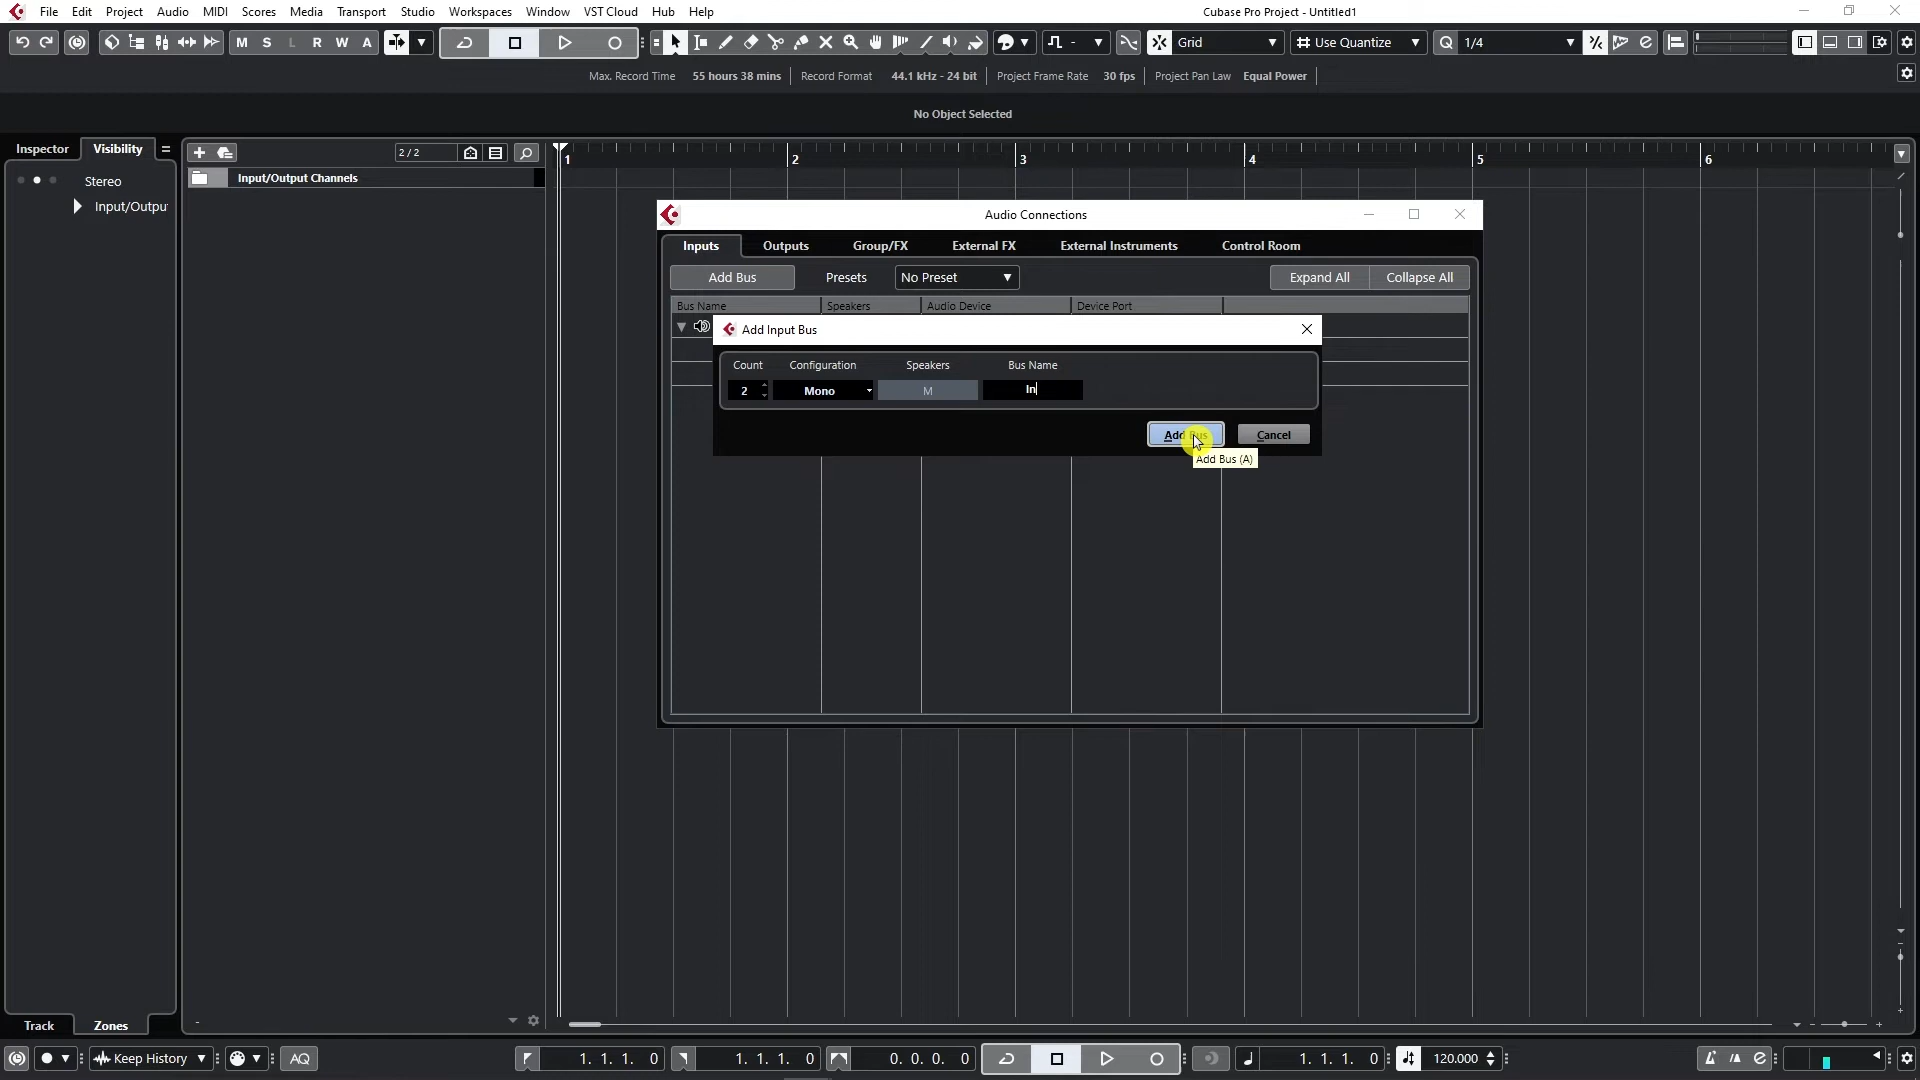 File Edit Project Audio MIDI Scores Media Transport Studio Workspaces Window VST Cloud Hub Help
Cubase Pro Project - Untitled1
M S L R W A
Grid
Use Quantize
Q 1/4
Max. Record Time 55 hours 38 mins Record Format 44.1 kHz - 24 bit Project Frame Rate 30 fps Project Pan Law Equal Power
No Object Selected
Inspector Visibility
2 / 2
1 2 3 4 5 6
Stereo
Input/Output Channels
Input/Outpu
Audio Connections
Inputs Outputs Group/FX External FX External Instruments Control Room
Add Bus Presets No Preset Expand All Collapse All
Bus Name Speakers Audio Device Device Port
Add Input Bus
Count Configuration Speakers Bus Name
2 Mono M In
Add Bus Cancel
Add Bus (A)
Track Zones
Keep History AQ 1. 1. 1. 0 1. 1. 1. 0 0. 0. 0. 0 1. 1. 1. 0 120.000